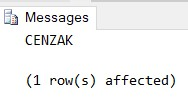 Messages
CENZAK
(1 row(s) affected)